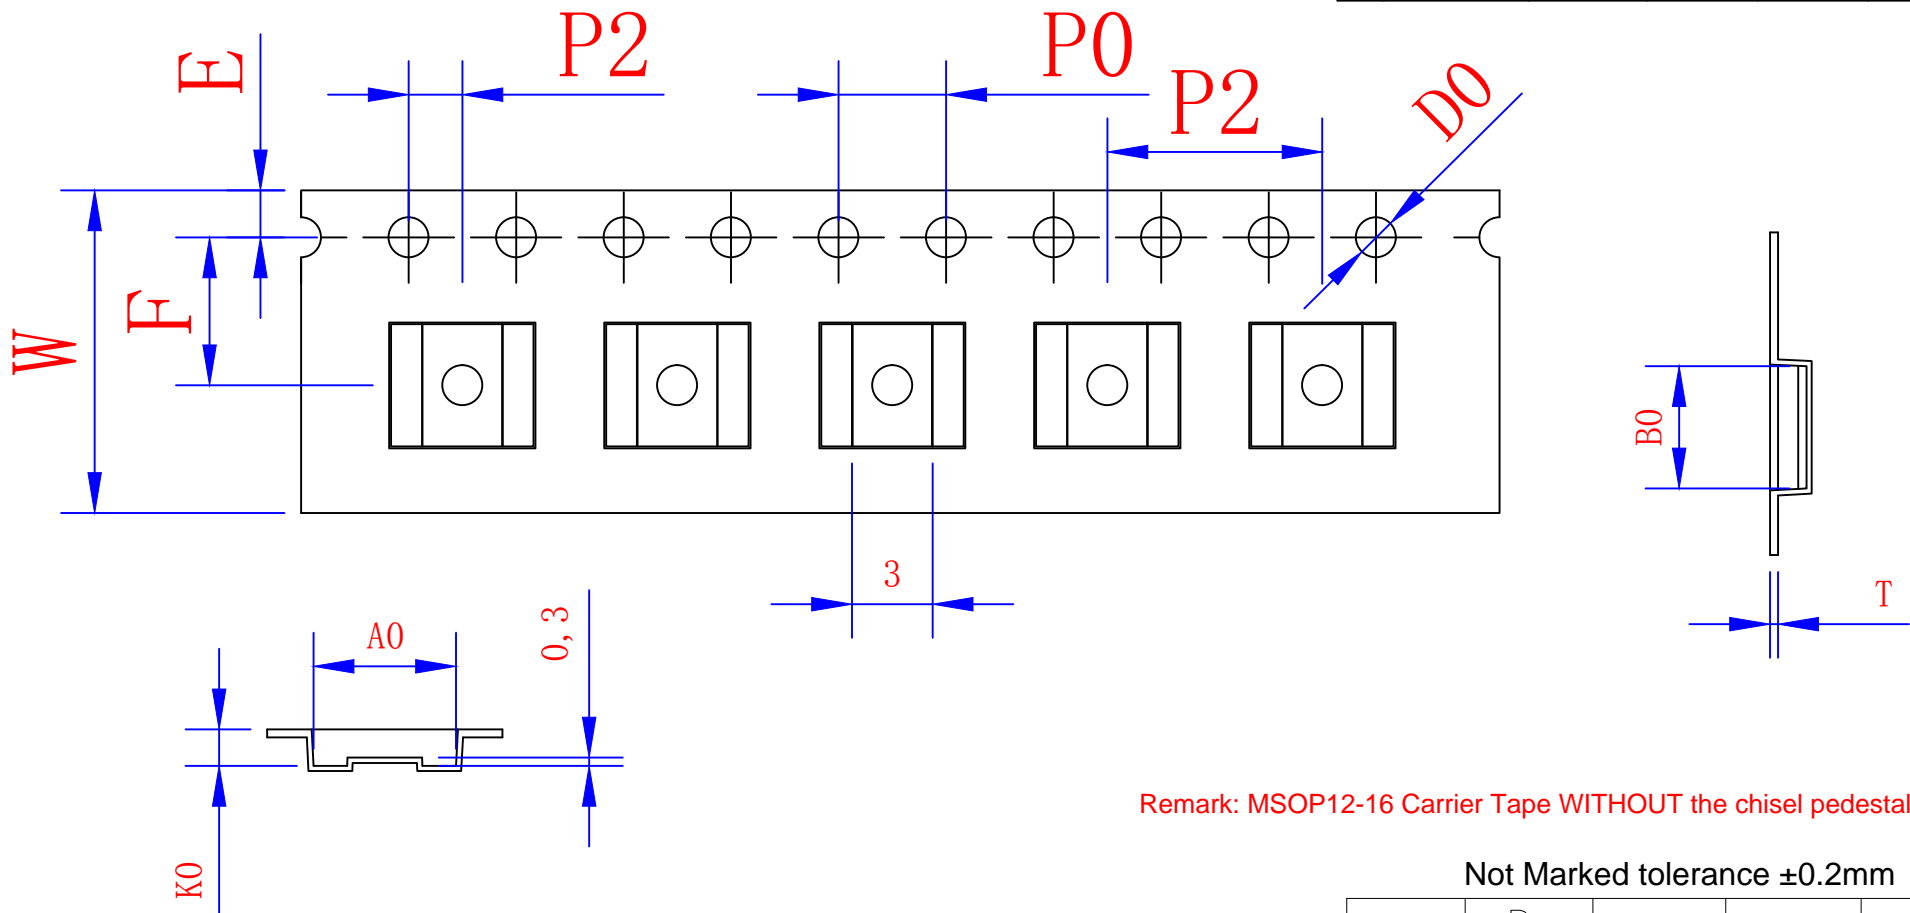 E
P2
P0
P2
D0
W
F
3
B0
T
A0
0,3
K0
Remark: MSOP12-16 Carrier Tape WITHOUT the chisel pedestal
Not Marked tolerance ±0.2mm